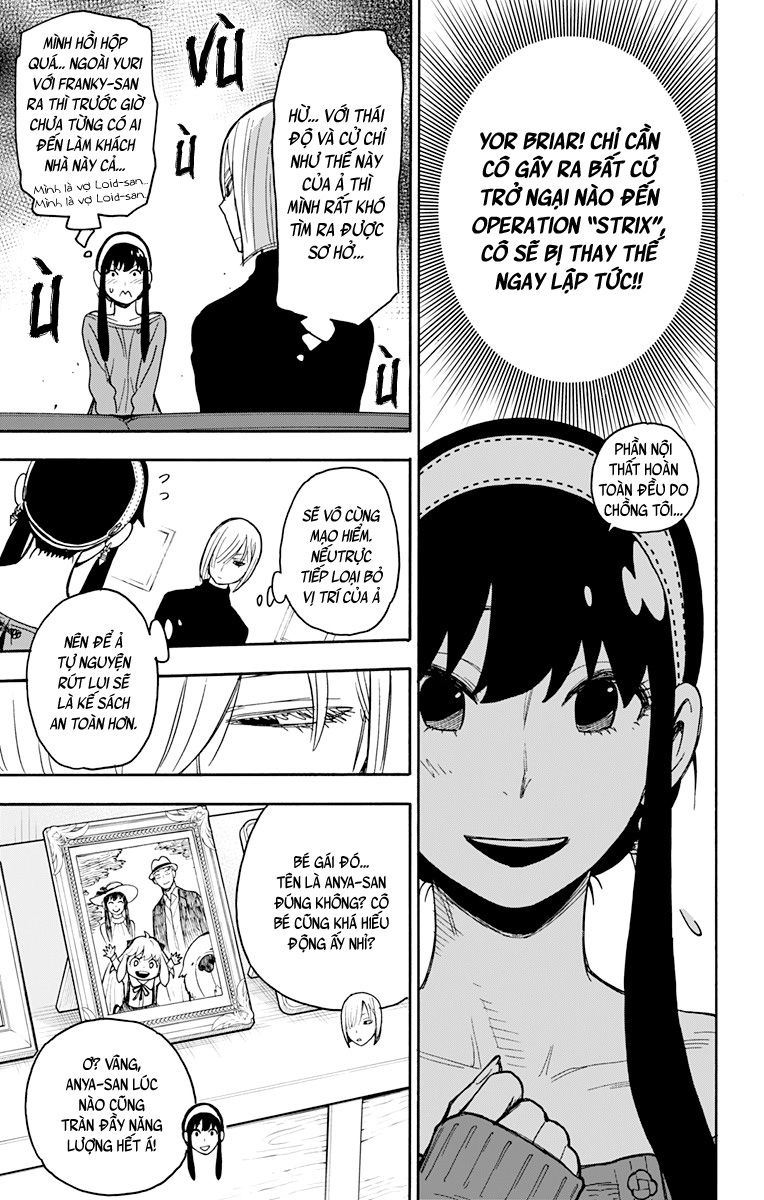 YOR BRIAR! CHỈ CẦN
CÔ GÂY RA BẤT CỨ
TRỞ NGẠI NÀO ĐẾN
OPERATION “STRIX”,
CÔ SẼ BỊ THAY THẾ
NGAY LẬP TỨC!!
PHẦN NỘI
THẤT HOÀN
TOÀN ĐỀU DO
CHỒNG TÔI...
HỪ... VỚI THÁI
ĐỘ VÀ CỬ CHỈ
NHƯ THẾ NÀY
CỦA Ả THÌ
MÌNH RẤT KHÓ
TÌM RA ĐƯỢC
SƠ HỞ...
VÙ
Ù
Ù
Ù
MÌNH HỒI HỘP
QUÁ... NGOÀI YURI
VỚI FRANKY-SAN
RA THÌ TRƯỚC GIỜ
CHƯA TỪNG CÓ AI
ĐẾN LÀM KHÁCH
NHÀ NÀY CẢ...
Mình là vợ Loid-san...
Mình là vợ Loid-san.
SẼ VÔ CÙNG
MẠO HIỂM.
NẾUTRỰC
TIẾP LOẠI BỎ
VỊ TRÍ CỦA Ả
NÊN ĐỂ Ả
TỰ NGUYỆN
RÚT LUI SẼ
LÀ KẾ SÁCH
AN TOÀN HƠN.
BÉ GÁI ĐÓ...
TÊN LÀ ANYA-SAN
ĐÚNG KHÔNG? CÔ
BÉ CŨNG KHÁ HIẾU
ĐỘNG ẤY NHỈ?
Ơ? VÂNG,
ANYA-SAN LÚC
NÀO CŨNG
TRÀN ĐẦY NĂNG
LƯỢNG HẾT Á!